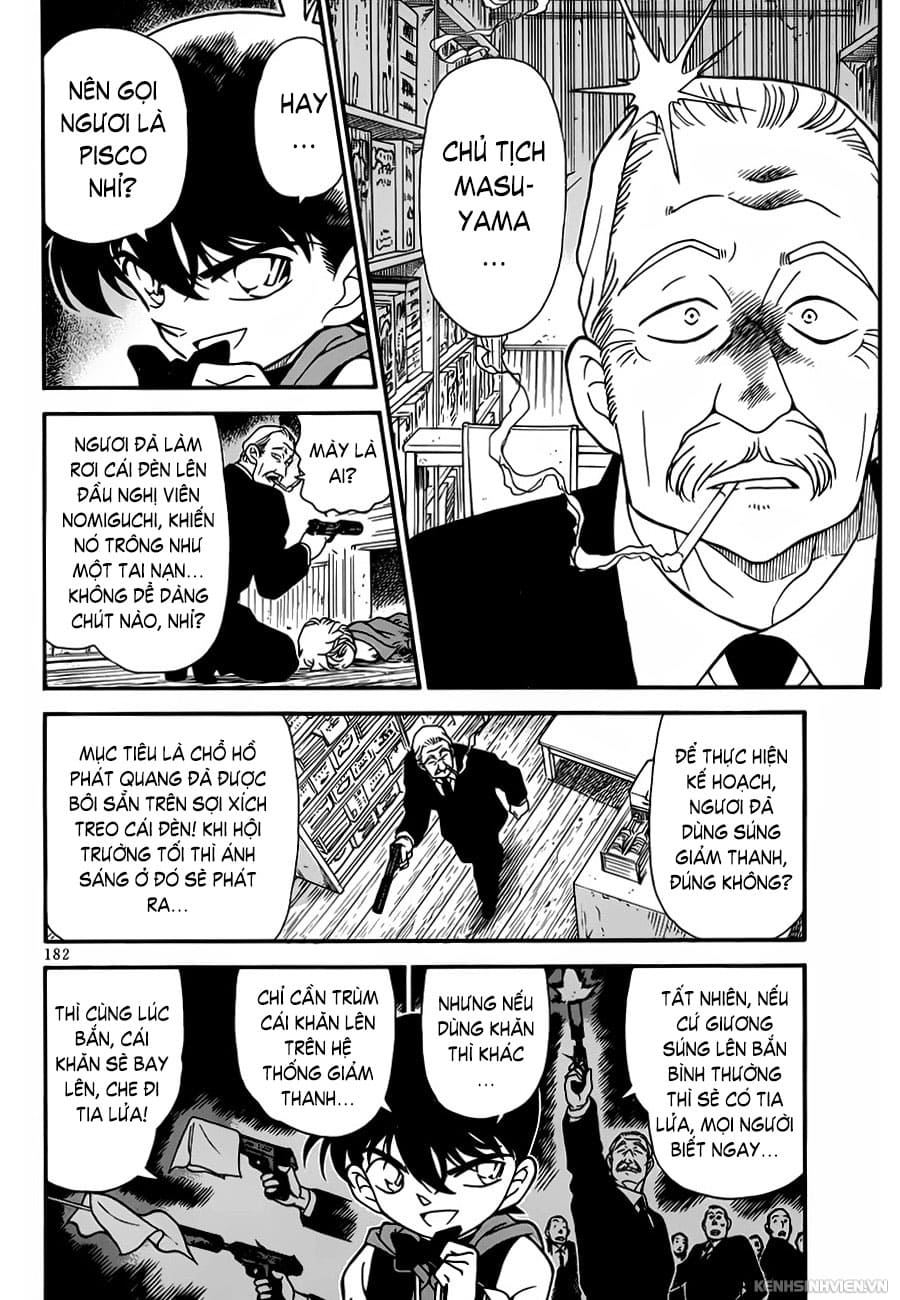 CHỦ TỊCH
MASU-
YAMA
...
HAY
...
NÊN GỌI
NGƯƠI LÀ
PISCO
NHỈ?
MÀY LÀ
AI?
NGƯƠI ĐÃ LÀM
RƠI CÁI ĐÈN LÊN
ĐẦU NGHỊ VIÊN
NOMIGUCHI, KHIẾN
NÓ TRÔNG NHƯ
MỘT TAI NẠN...
KHÔNG DỄ DÀNG
CHÚT NÀO, NHỈ?
ĐỂ THỰC HIỆN
KẾ HOẠCH,
NGƯƠI ĐÃ
DÙNG SÚNG
GIẢM THANH,
ĐÚNG KHÔNG?
MỤC TIÊU LÀ CHỔ HỒ
PHÁT QUANG ĐÃ ĐƯỢC
BÔI SẴN TRÊN SỢI XÍCH
TREO CÁI ĐÈN! KHI HỘI
TRƯỜNG TỐI THÌ ÁNH
SÁNG Ở ĐÓ SẼ PHÁT
RA...
182
TẤT NHIÊN, NẾU
CỨ GIƯƠNG
SÚNG LÊN BẮN
BÌNH THƯỜNG
THÌ SẼ CÓ TIA
LỬA, MỌI NGƯỜI
BIẾT NGAY...
NHƯNG NẾU
DÙNG KHĂN
THÌ KHÁC
...
CHỈ CẦN TRÙM
CÁI KHĂN LÊN
TRÊN HỆ
THỐNG GIẢM
THANH...
THÌ CÙNG LÚC
BẮN, CÁI
KHĂN SẼ BAY
LÊN, CHE ĐI
TIA LỬA!
KENHSINHVIEN.VN